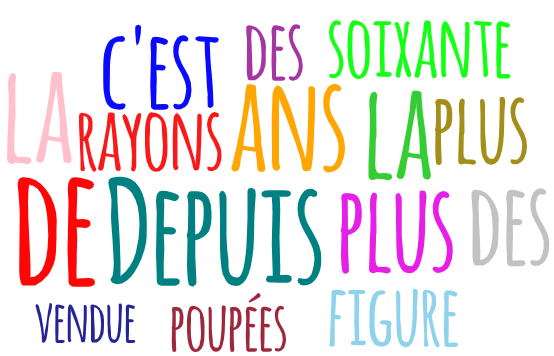 c'est des soixante
la rayons ans la plus
de Depuis plus des
vendue poupées figure